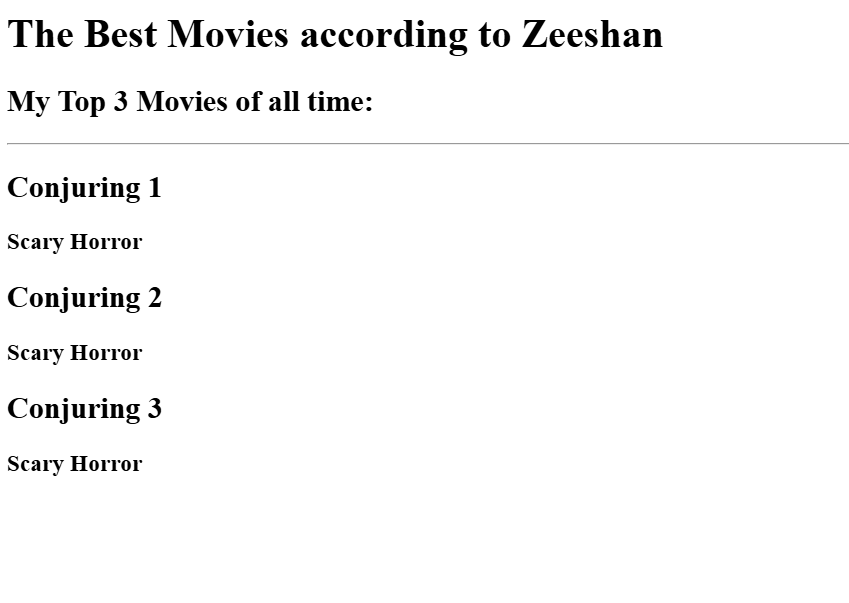 The Best Movies according to Zeeshan
My Top 3 Movies of all time:
Conjuring 1
Scary Horror
Conjuring 2
Scary Horror
Conjuring 3
Scary Horror